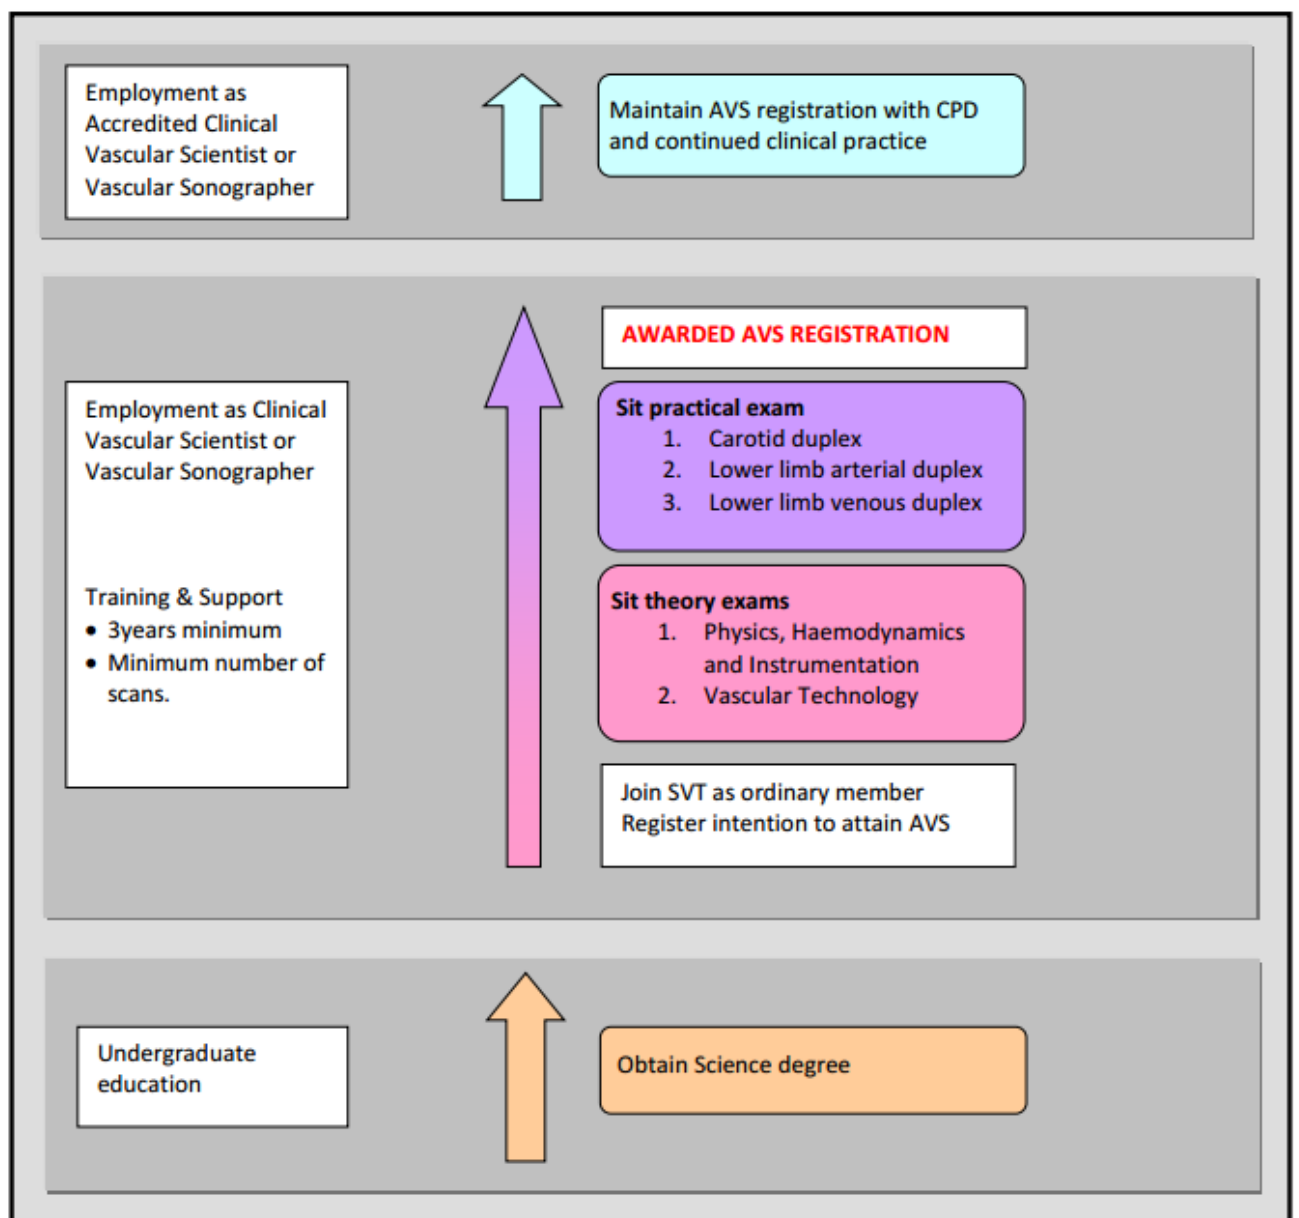 Employment as
Accredited Clinical
Vascular Scientist or
Vascular Sonographer
Maintain AVS registration with CPD
and continued clinical practice
AWARDED AVS REGISTRATION
Employment as Clinical
Vascular Scientist or
Vascular Sonographer
Training & Support
• 3years minimum
• Minimum number of
scans.
Sit practical exam
1. Carotid duplex
2. Lower limb arterial duplex
3. Lower limb venous duplex
Sit theory exams
1. Physics, Haemodynamics
and Instrumentation
2. Vascular Technology
Join SVT as ordinary member
Register intention to attain AVS
Undergraduate
education
Obtain Science degree